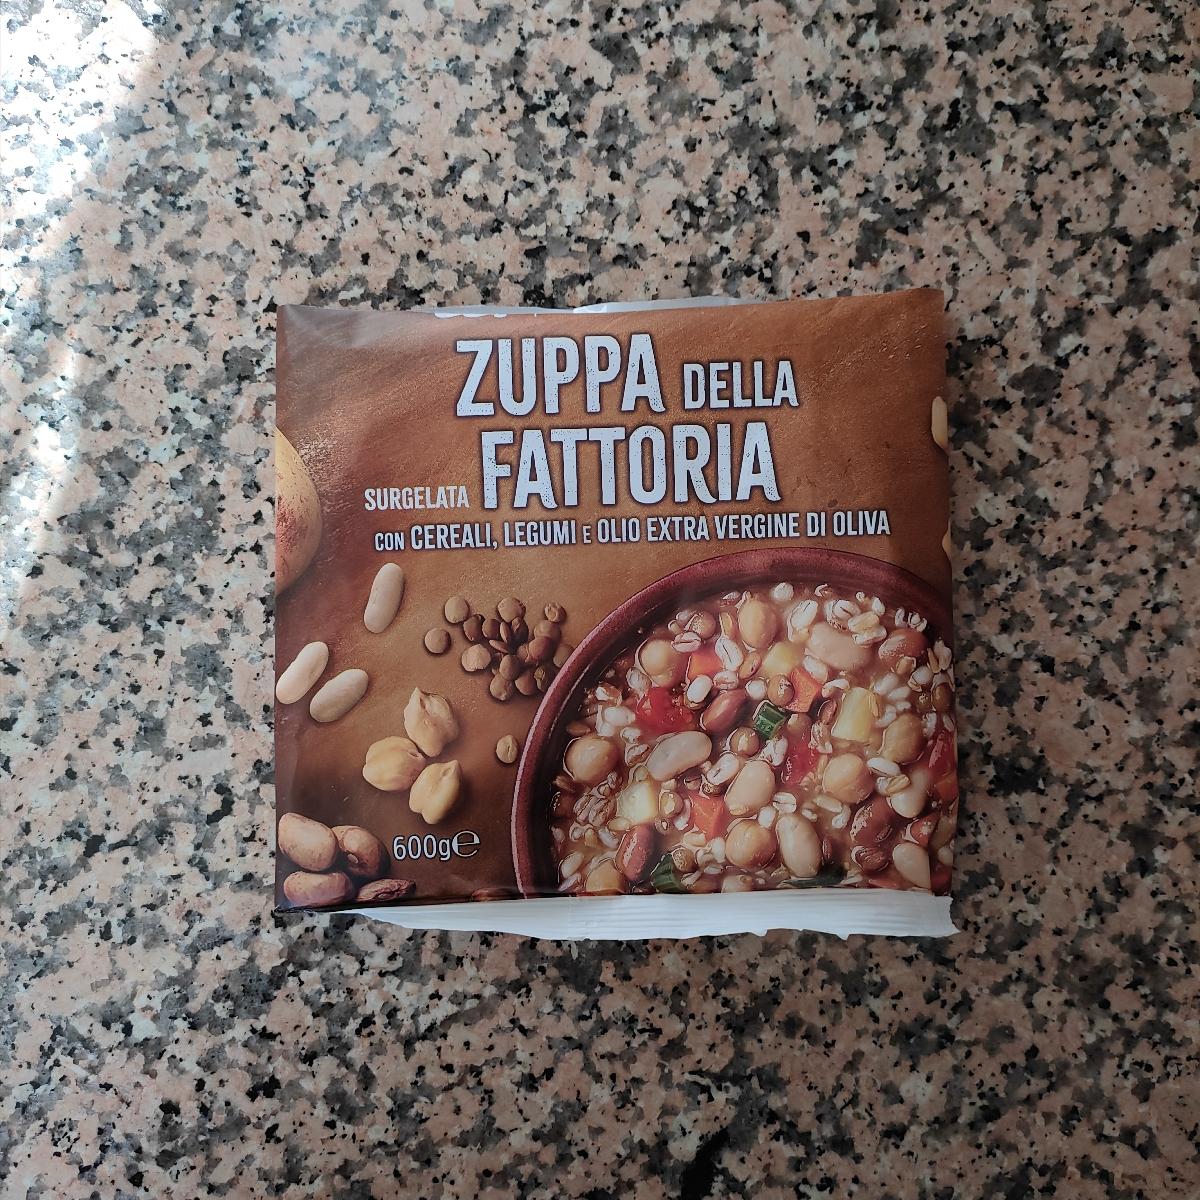 ZUPPA DELLA
SURGELATA FATTORIA
CON CEREALI, LEGUMI E OLIO EXTRA VERGINE DI OLIVA
600g℮